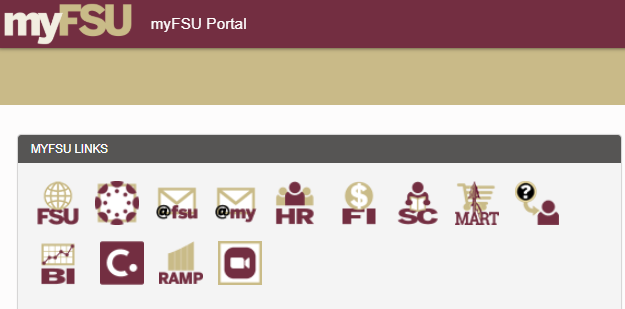 myFSU myFSU Portal
MYFSU LINKS
FSU @fsu @my HR FI SC MART ?
BI C. RAMP